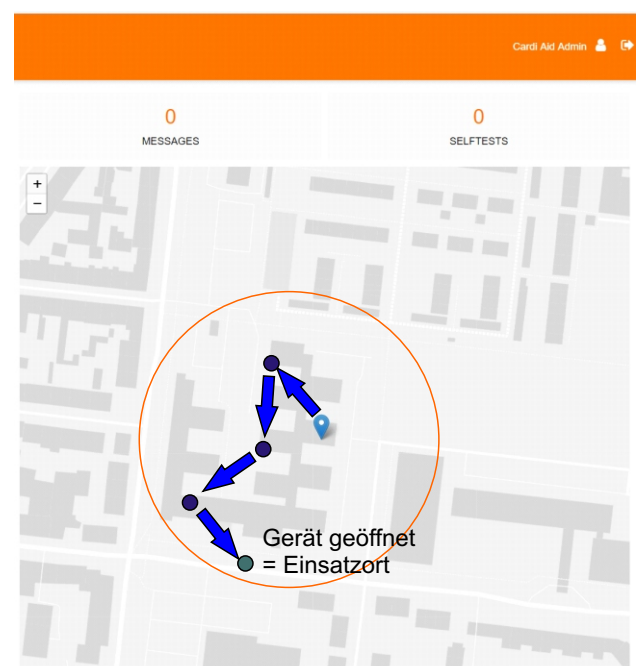 Cardi Aid Admin
0
MESSAGES
0
SELFTESTS
+
−
Gerät geöffnet
= Einsatzort